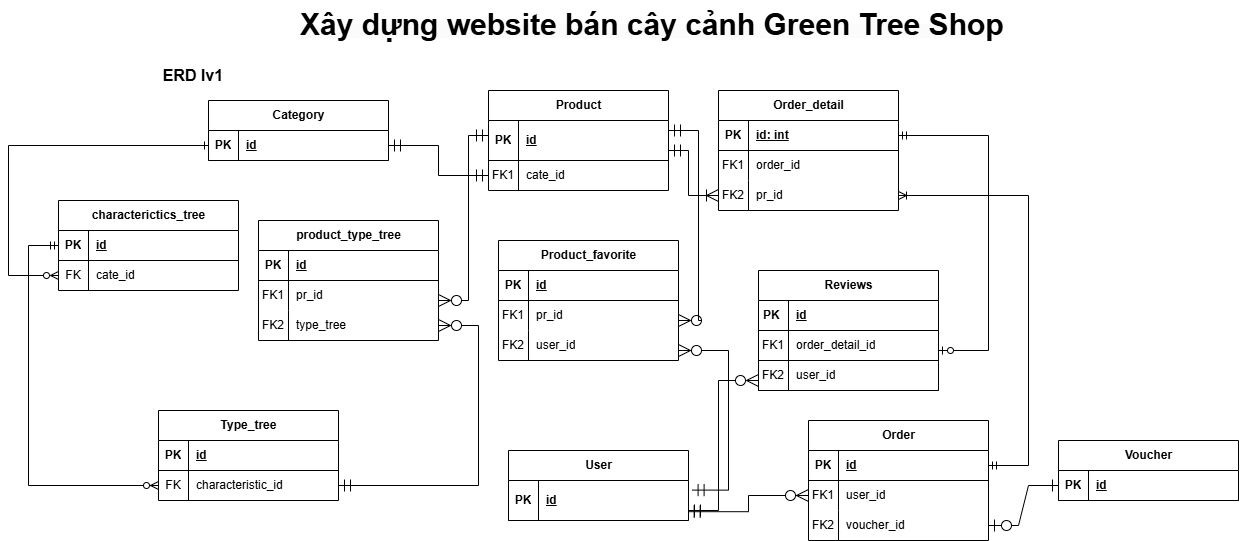 Xây dựng website bán cây cảnh Green Tree Shop
ERD lv1
Category
PK id
Product
PK id
FK1 cate_id
Order_detail
PK id: int
FK1 order_id
FK2 pr_id
characterictics_tree
PK id
FK cate_id
product_type_tree
PK id
FK1 pr_id
FK2 type_tree
Product_favorite
PK id
FK1 pr_id
FK2 user_id
Reviews
PK id
FK1 order_detail_id
FK2 user_id
Type_tree
PK id
FK characteristic_id
User
PK id
Order
PK id
FK1 user_id
FK2 voucher_id
Voucher
PK id